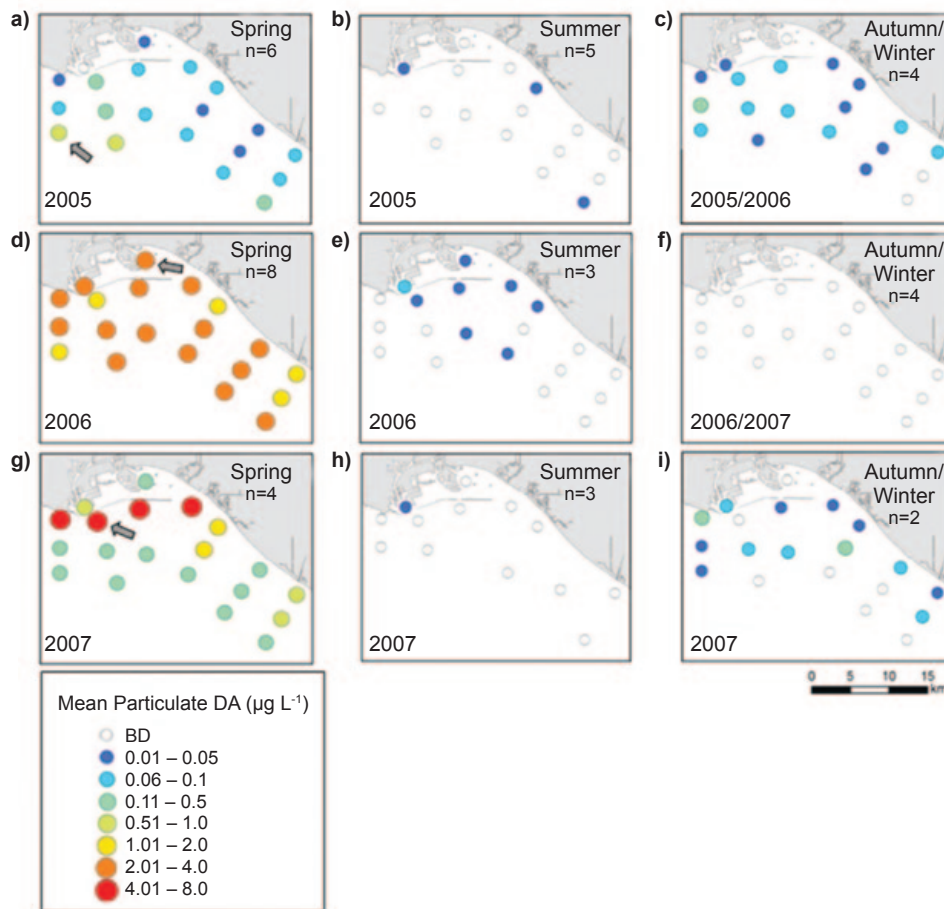 a)
Spring
n=6
2005
b)
Summer
n=5
2005
c)
Autumn/
Winter
n=4
2005/2006
d)
Spring
n=8
2006
e)
Summer
n=3
2006
f)
Autumn/
Winter
n=4
2006/2007
g)
Spring
n=4
2007
h)
Summer
n=3
2007
i)
Autumn/
Winter
n=2
2007
0 5 10 15
km
Mean Particulate DA (µg L⁻¹)
BD
0.01 – 0.05
0.06 – 0.1
0.11 – 0.5
0.51 – 1.0
1.01 – 2.0
2.01 – 4.0
4.01 – 8.0